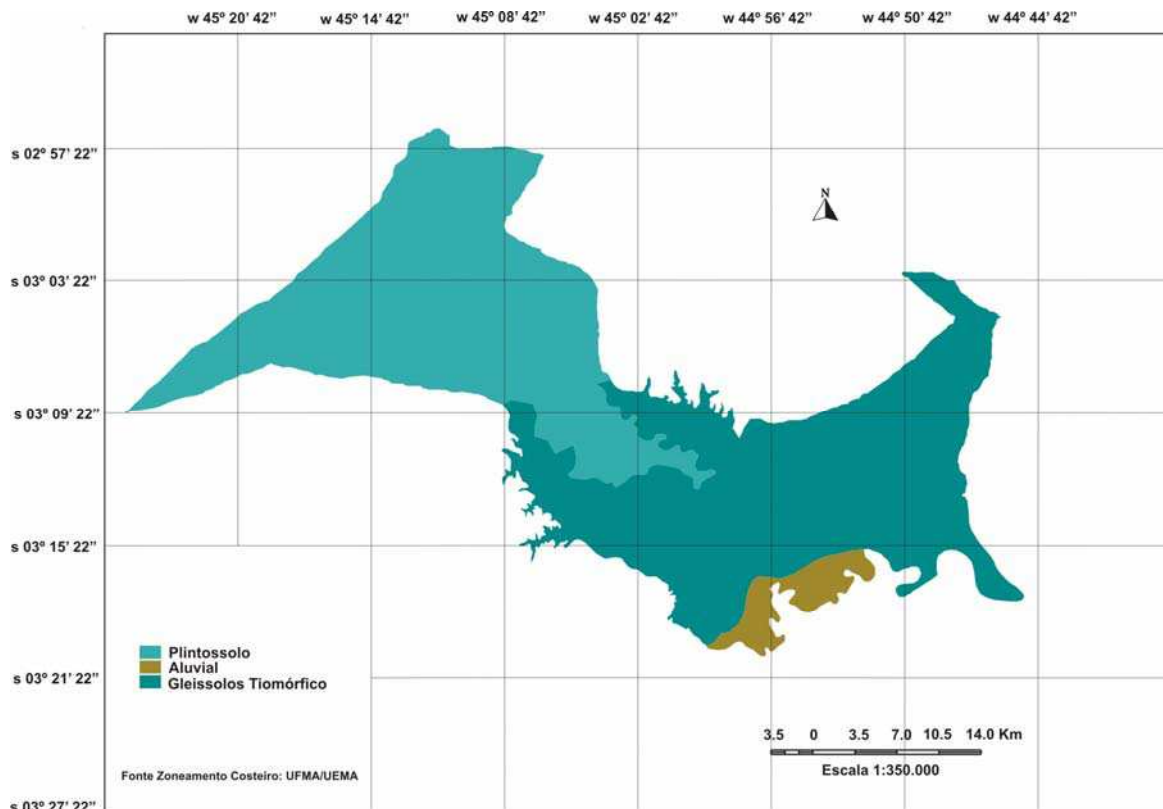 w 45º 20’ 42” w 45º 14’ 42” w 45º 08’ 42” w 45º 02’ 42” w 44º 56’ 42” w 44º 50’ 42” w 44º 44’ 42”
s 02º 57’ 22”
N
s 03º 03’ 22”
s 03º 09’ 22”
s 03º 15’ 22”
Plintossolo
Aluvial
s 03º 21’ 22”
Gleissolos Tiomórfico
3.5 0 3.5 7.0 10.5 14.0 Km
Escala 1:350.000
Fonte Zoneamento Costeiro: UFMA/UEMA
s 03º 27’ 22”